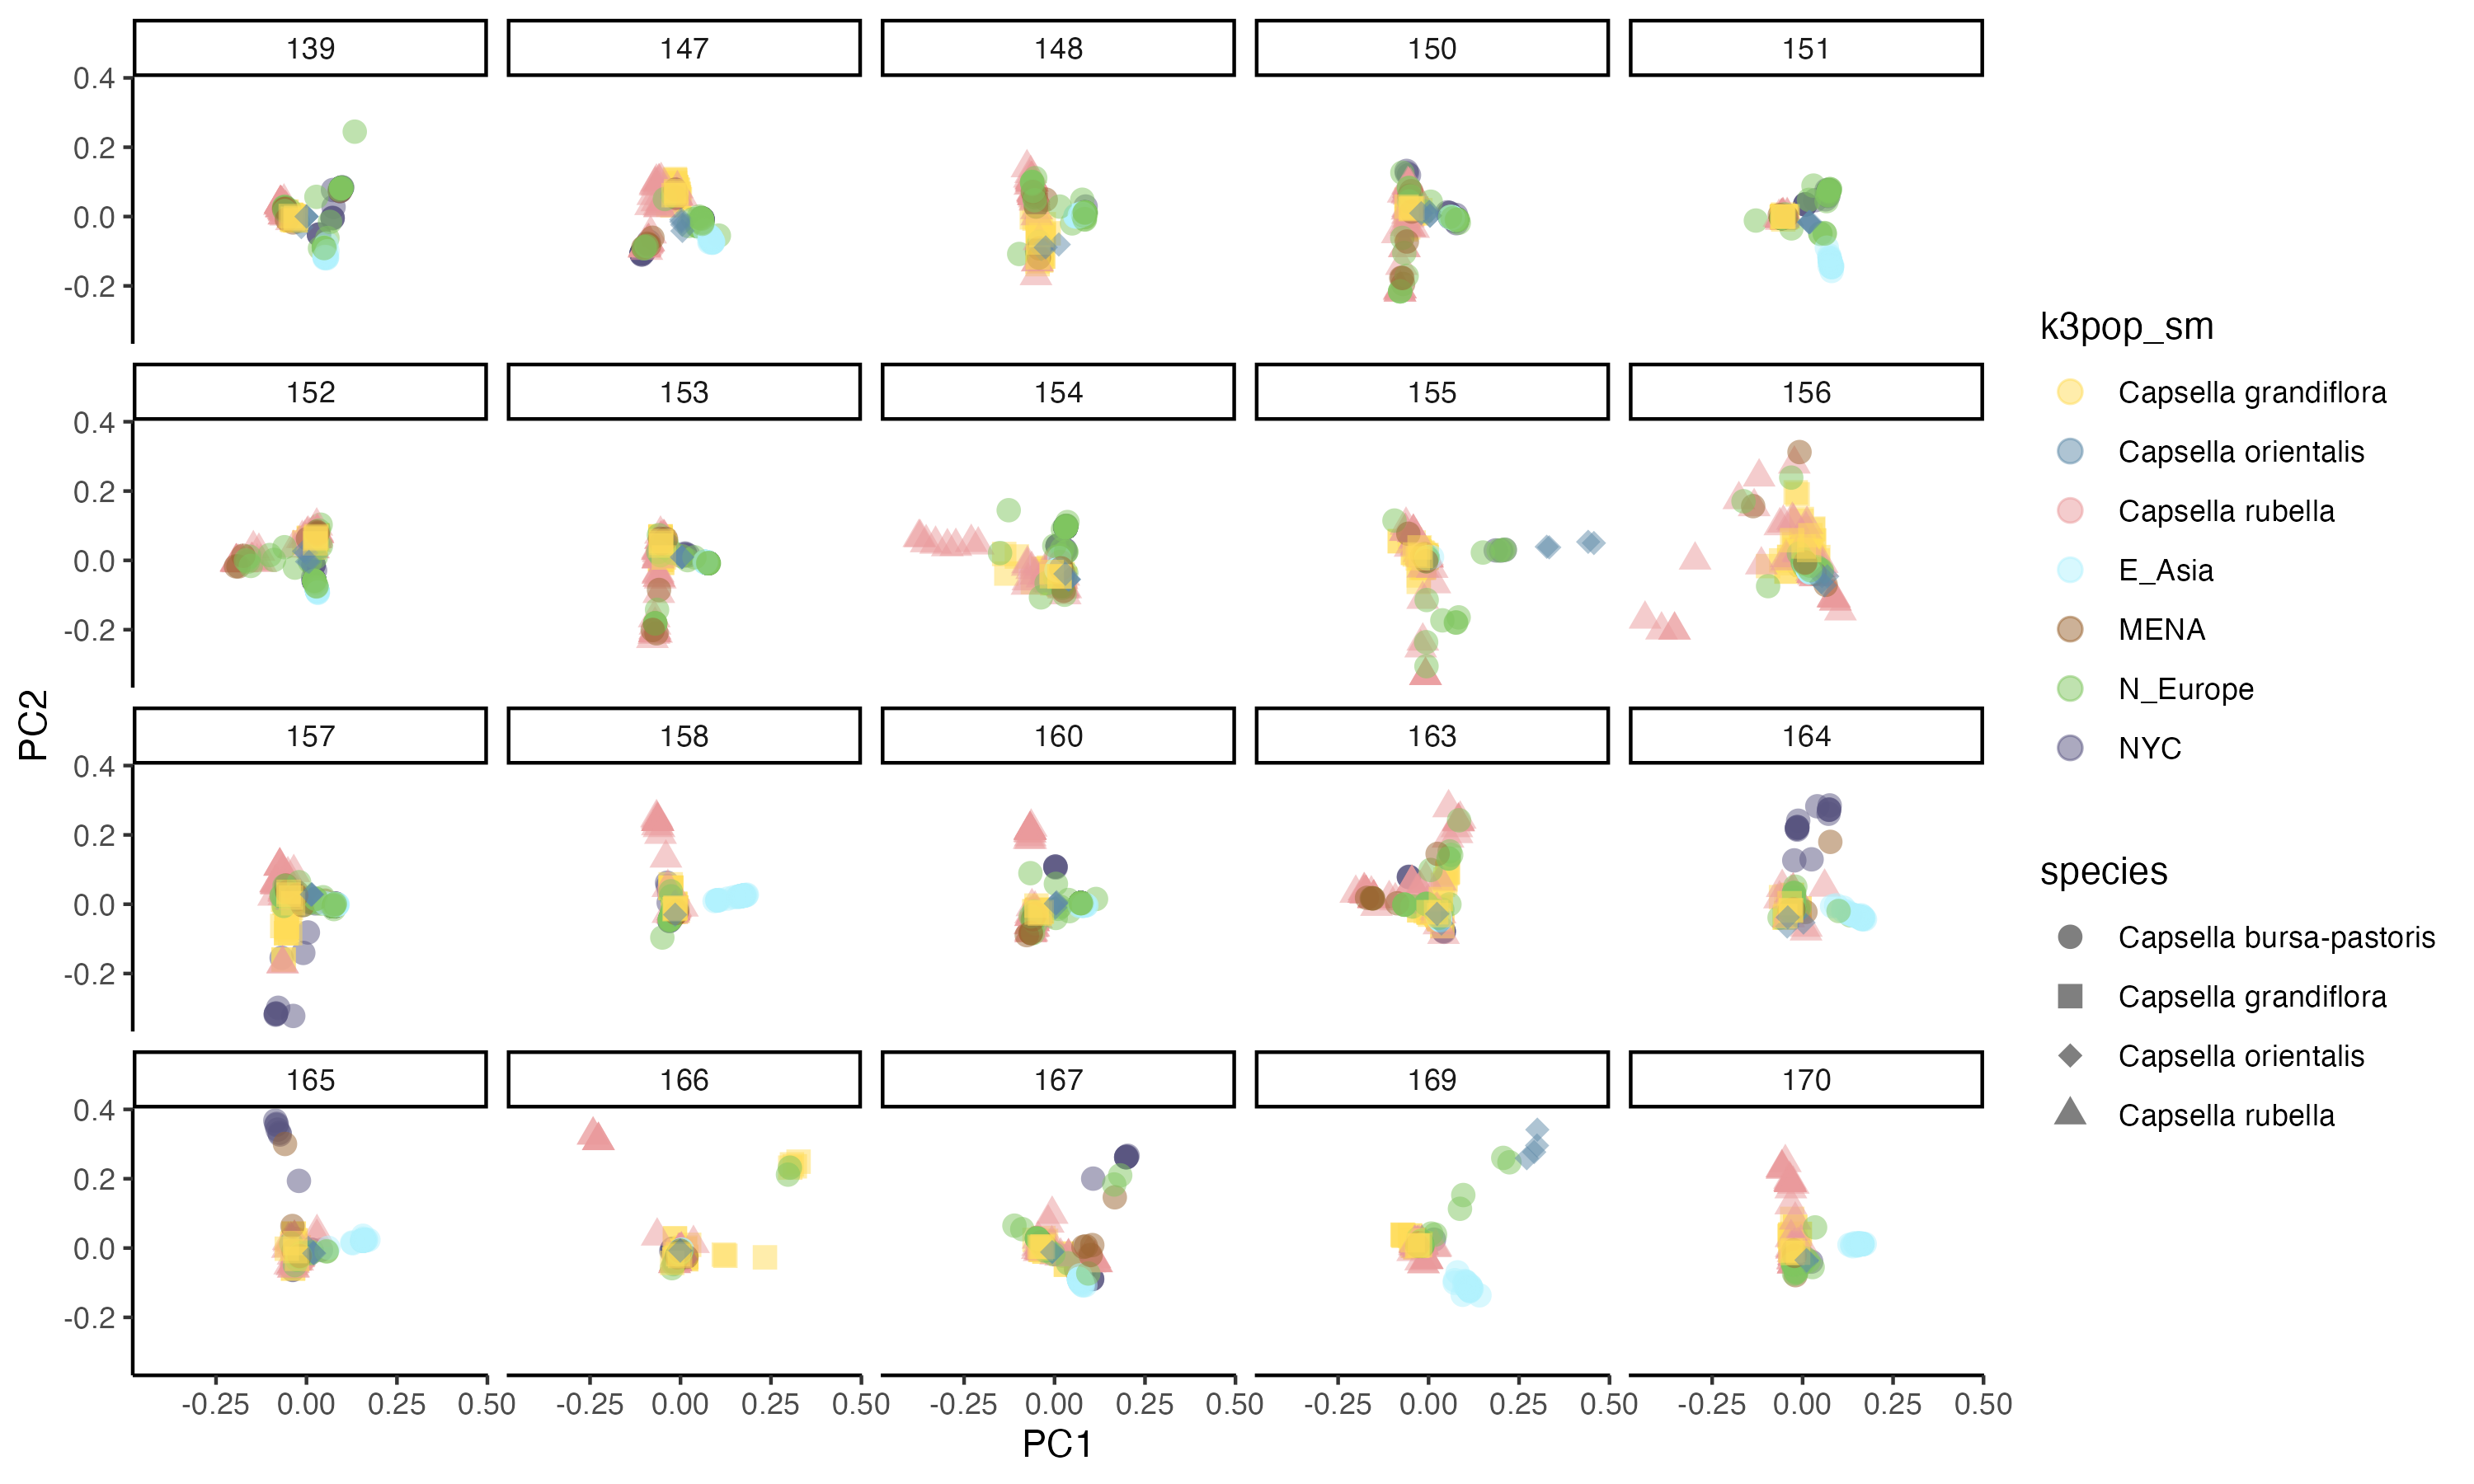 139 147 148 150 151
0.4
0.2
0.0
-0.2
152 153 154 155 156
0.4
0.2
0.0
-0.2
157 158 160 163 164
0.4
0.2
0.0
-0.2
165 166 167 169 170
0.4
0.2
0.0
-0.2
-0.25 0.00 0.25 0.50 -0.25 0.00 0.25 0.50 -0.25 0.00 0.25 0.50 -0.25 0.00 0.25 0.50 -0.25 0.00 0.25 0.50
PC1
PC2
k3pop_sm
Capsella grandiflora
Capsella orientalis
Capsella rubella
E_Asia
MENA
N_Europe
NYC
species
Capsella bursa-pastoris
Capsella grandiflora
Capsella orientalis
Capsella rubella